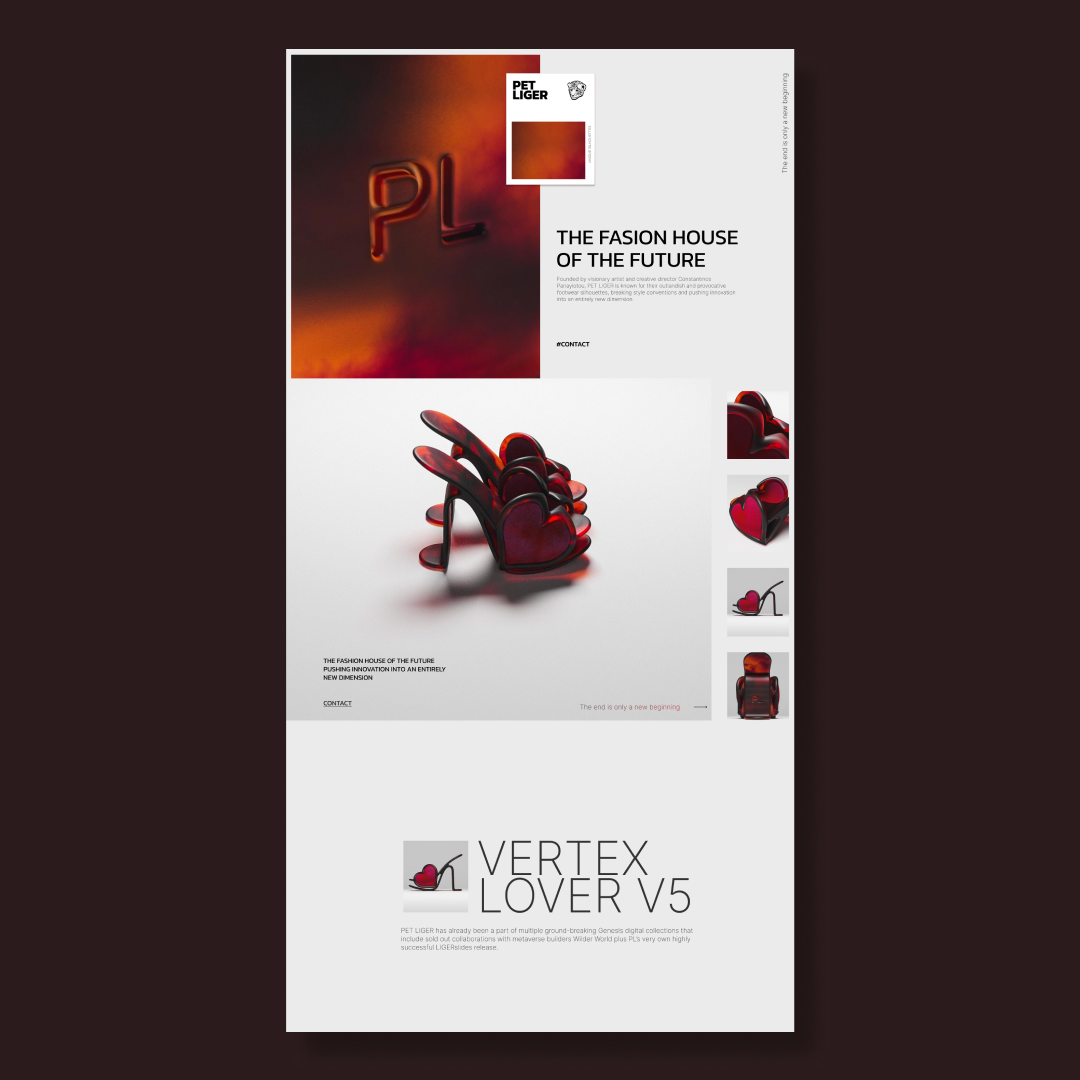 PL
PET
LIGER
The end is only a new beginning
THE FASION HOUSE
OF THE FUTURE
Founded by visionary artist and creative director Constantinos
Panayiotou, PET LIGER is known for their outlandish and provocative
footwear silhouettes, breaking style conventions and pushing innovation
into an entirely new dimension.
#CONTACT
THE FASHION HOUSE OF THE FUTURE
PUSHING INNOVATION INTO AN ENTIRELY
NEW DIMENSION
CONTACT
The end is only a new beginning
VERTEX
LOVER V5
PET LIGER has already been a part of multiple ground-breaking Genesis digital collections that
include sold out collaborations with metaverse builders Wilder World plus PL's very own highly
successful LIGERslides release.